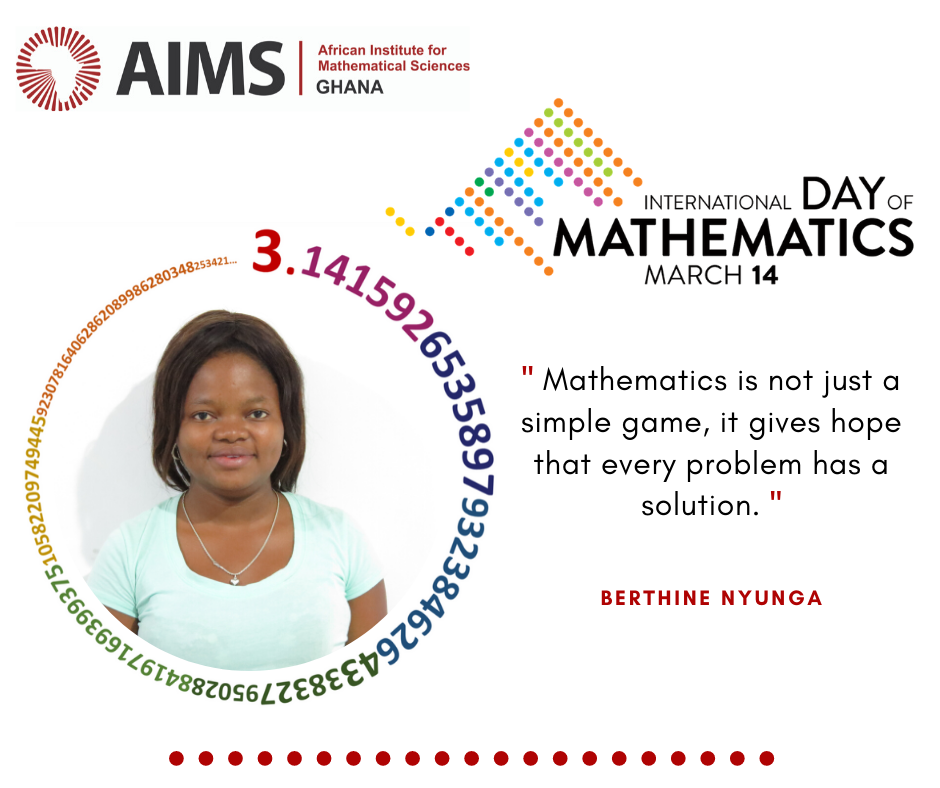 AIMS
African Institute for
Mathematical Sciences
GHANA
INTERNATIONAL DAY OF
MATHEMATICS
MARCH 14
3.14159265358979323846264338327950288419716939937510582209749445923078164062862089986280348253421...
" Mathematics is not just a
simple game, it gives hope
that every problem has a
solution. "
BERTHINE NYUNGA